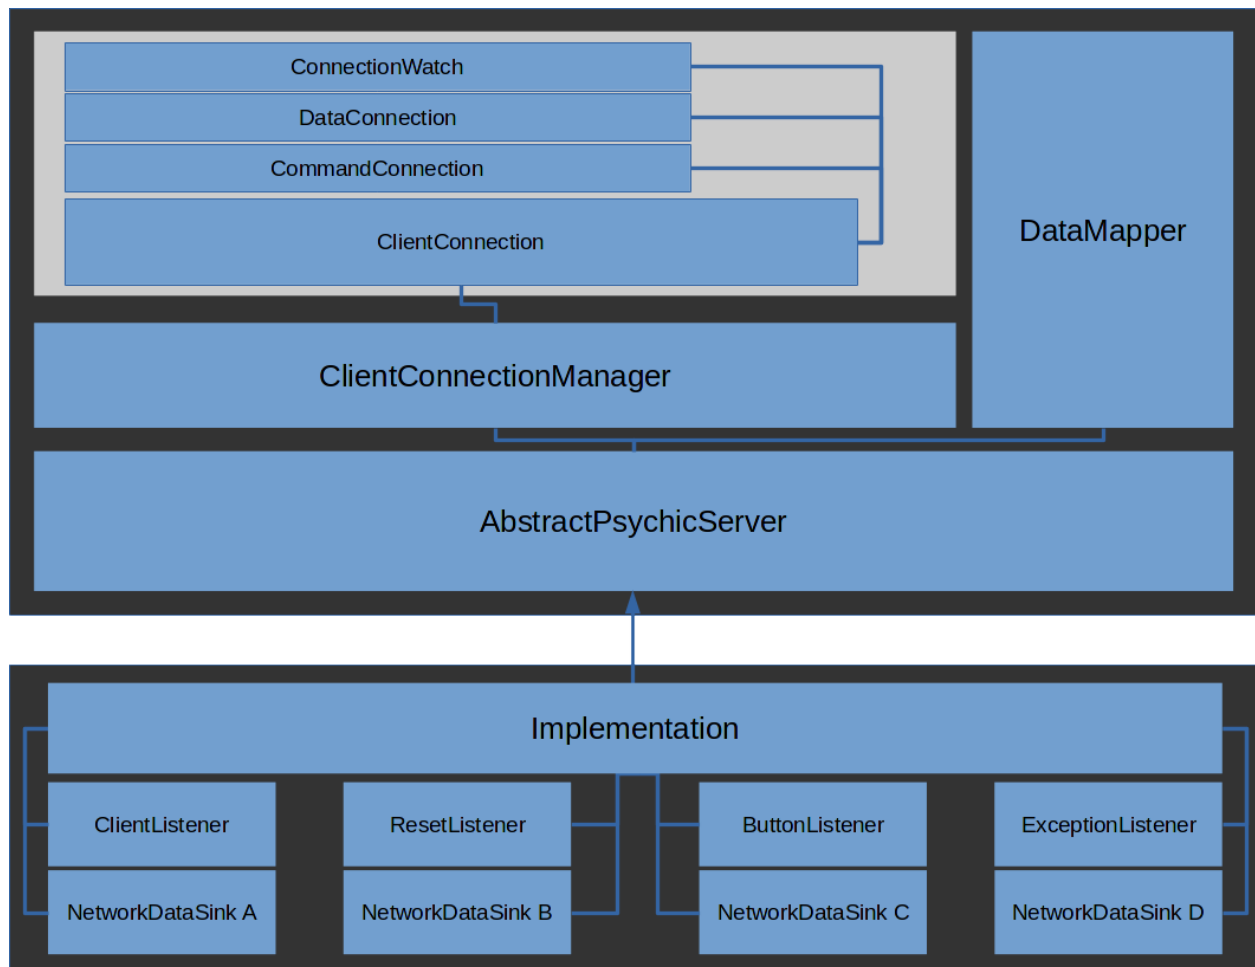 ConnectionWatch
DataConnection
CommandConnection
ClientConnection
DataMapper
ClientConnectionManager
AbstractPsychicServer
Implementation
ClientListener
ResetListener
ButtonListener
ExceptionListener
NetworkDataSink A
NetworkDataSink B
NetworkDataSink C
NetworkDataSink D